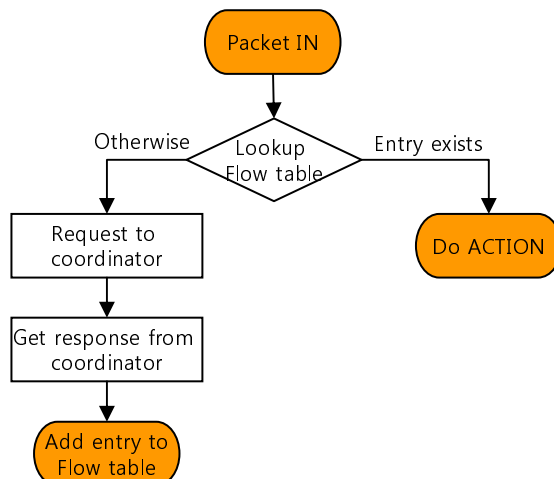 Packet IN
Lookup
Flow table
Otherwise
Entry exists
Request to
coordinator
Do ACTION
Get response from
coordinator
Add entry to
Flow table